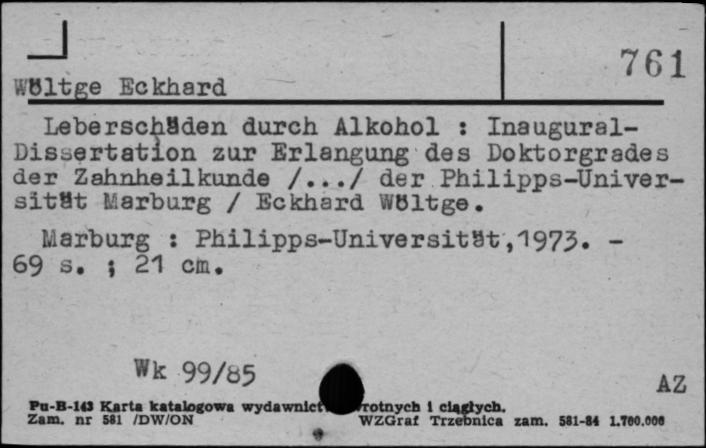 761
Wöltge Eckhard
Leberschäden durch Alkohol : Inaugural-
Dissertation zur Erlangung des Doktorgrades
der Zahnheilkunde /.../ der Philipps-Univer-
sität Marburg / Eckhard Wöltge.
Marburg : Philipps-Universität,1973. -
69 s. ; 21 cm.
Wk 99/85
AZ
Pu-B-143 Karta katalogowa wydawnict rotnych i ciągłych.
Zam. nr 581 /DW/ON WZGraf Trzebnica zam. 581-84 1.700.000